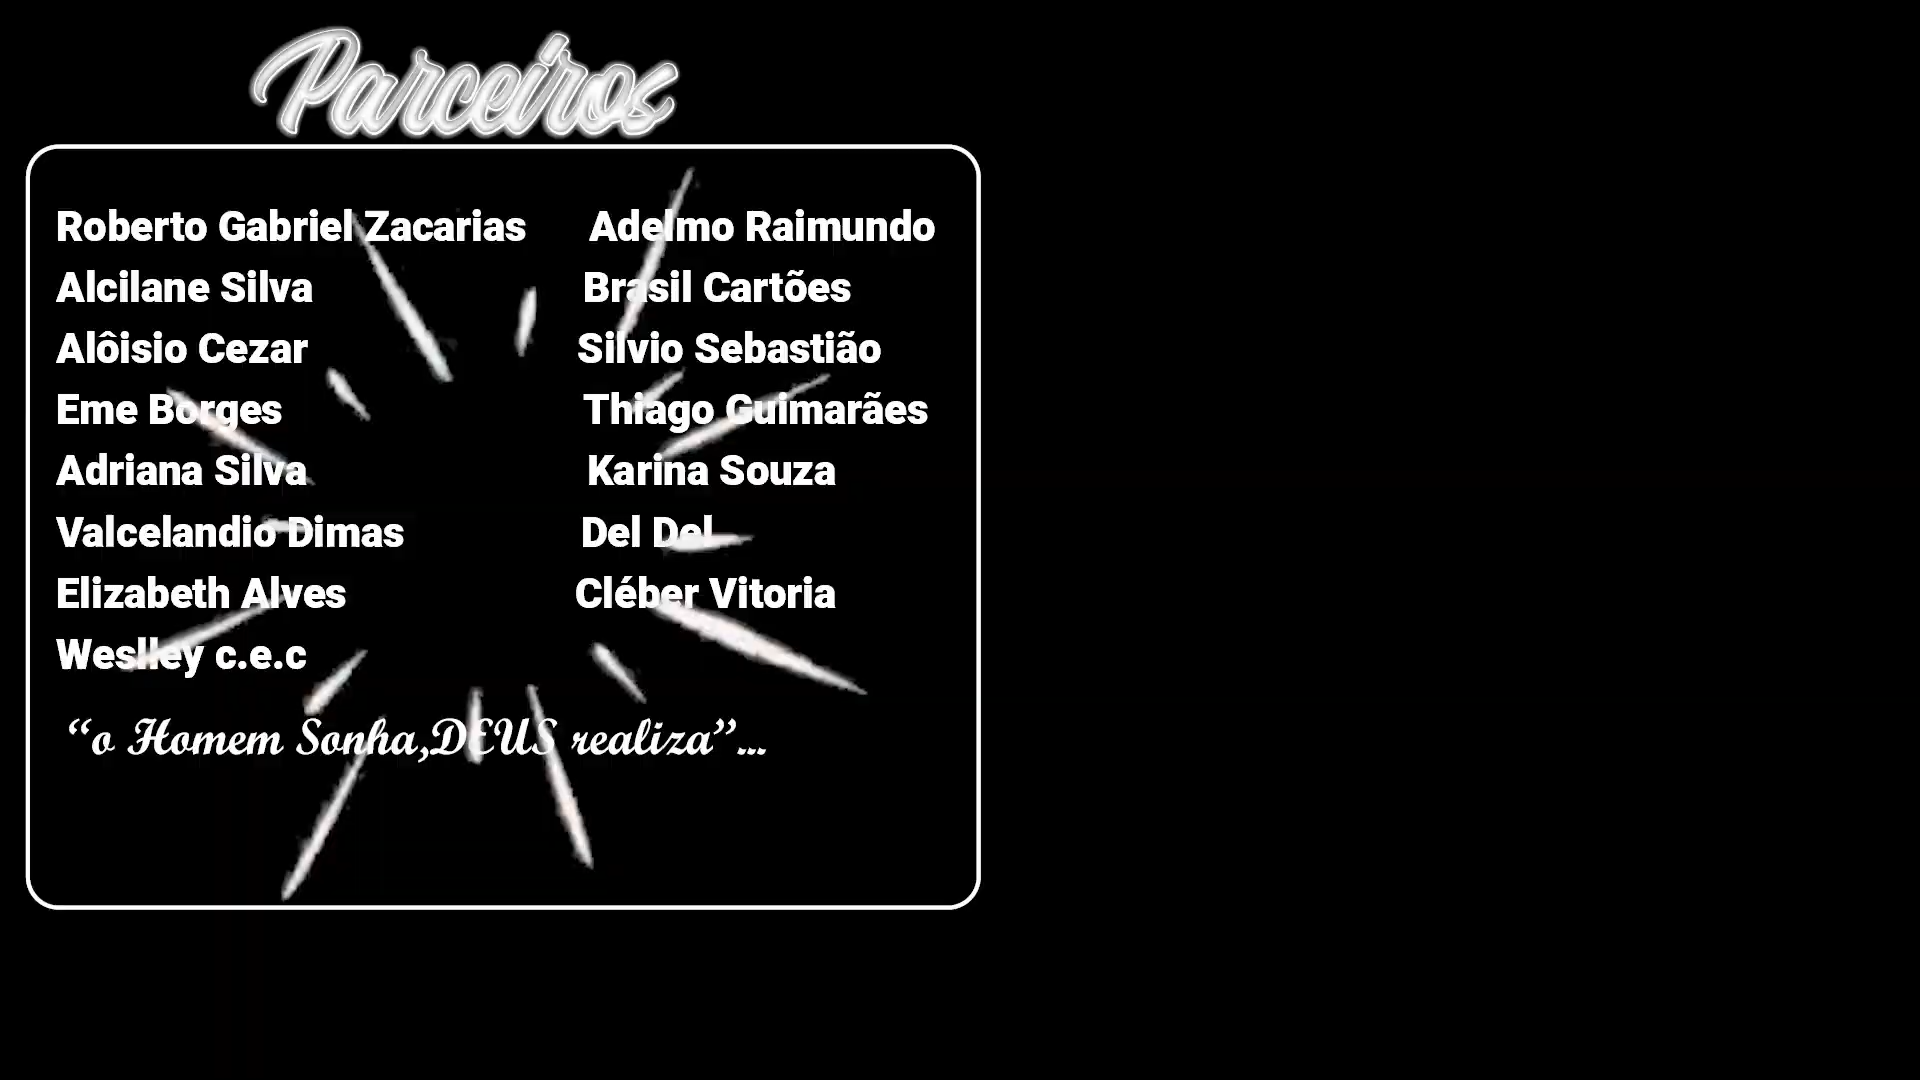 Parceiros
Roberto Gabriel Zacarias Adelmo Raimundo
Alcilane Silva Brasil Cartões
Alôisio Cezar Silvio Sebastião
Eme Borges Thiago Guimarães
Adriana Silva Karina Souza
Valcelandio Dimas Del Del
Elizabeth Alves Cléber Vitoria
Weslley c.e.c
“o Homem Sonha,DEUS realiza”...